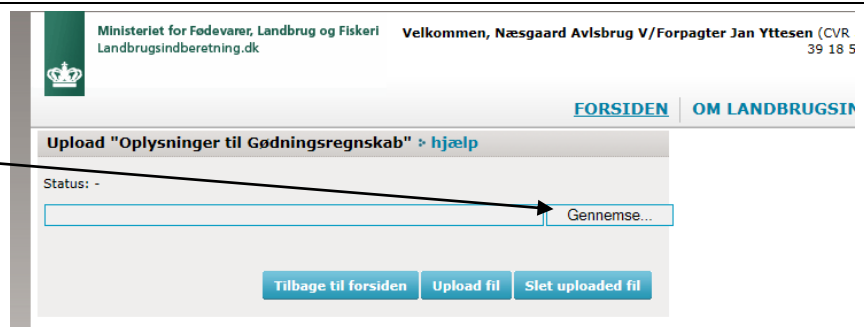 Ministeriet for Fødevarer, Landbrug og Fiskeri
Landbrugsindberetning.dk
Velkommen, Næsgaard Avlsbrug V/Forpagter Jan Yttesen (CVR
39 18 5
FORSIDEN
OM LANDBRUGSIN
Upload "Oplysninger til Gødningsregnskab" hjælp
Status: -
Gennemse...
Tilbage til forsiden
Upload fil
Slet uploaded fil